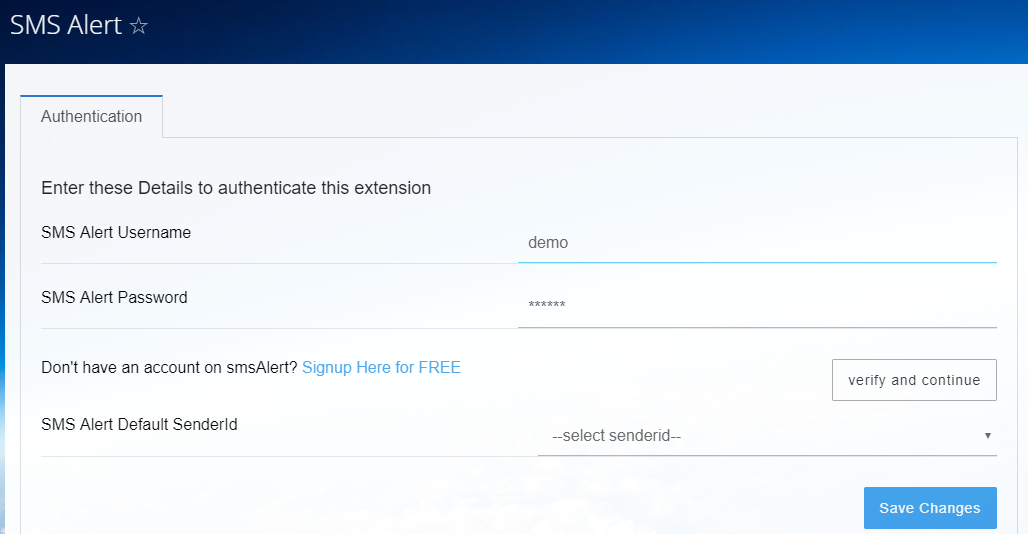 SMS Alert ☆
Authentication
Enter these Details to authenticate this extension
SMS Alert Username
demo
SMS Alert Password
******
Don't have an account on smsAlert? Signup Here for FREE
verify and continue
SMS Alert Default SenderId
--select senderid--
Save Changes